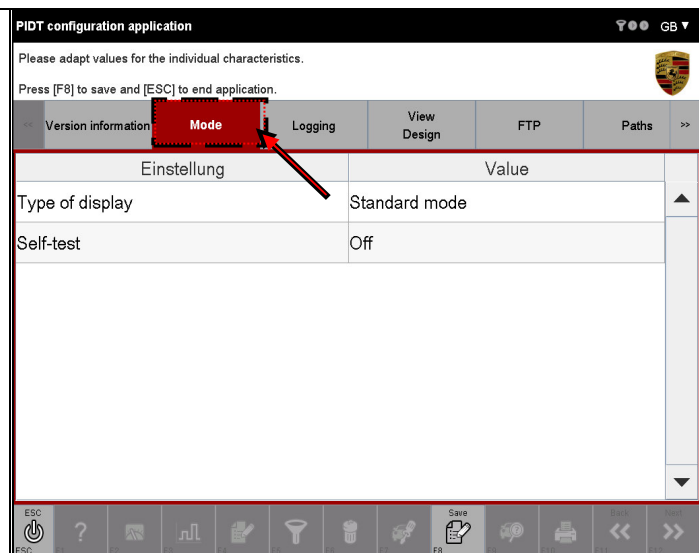 PIDT configuration application
GB
Please adapt values for the individual characteristics.
Press [F8] to save and [ESC] to end application.
<< Version information Mode Logging View Design FTP Paths >>
Einstellung Value
Type of display Standard mode
Self-test Off
ESC Save Back Next
ESC F8